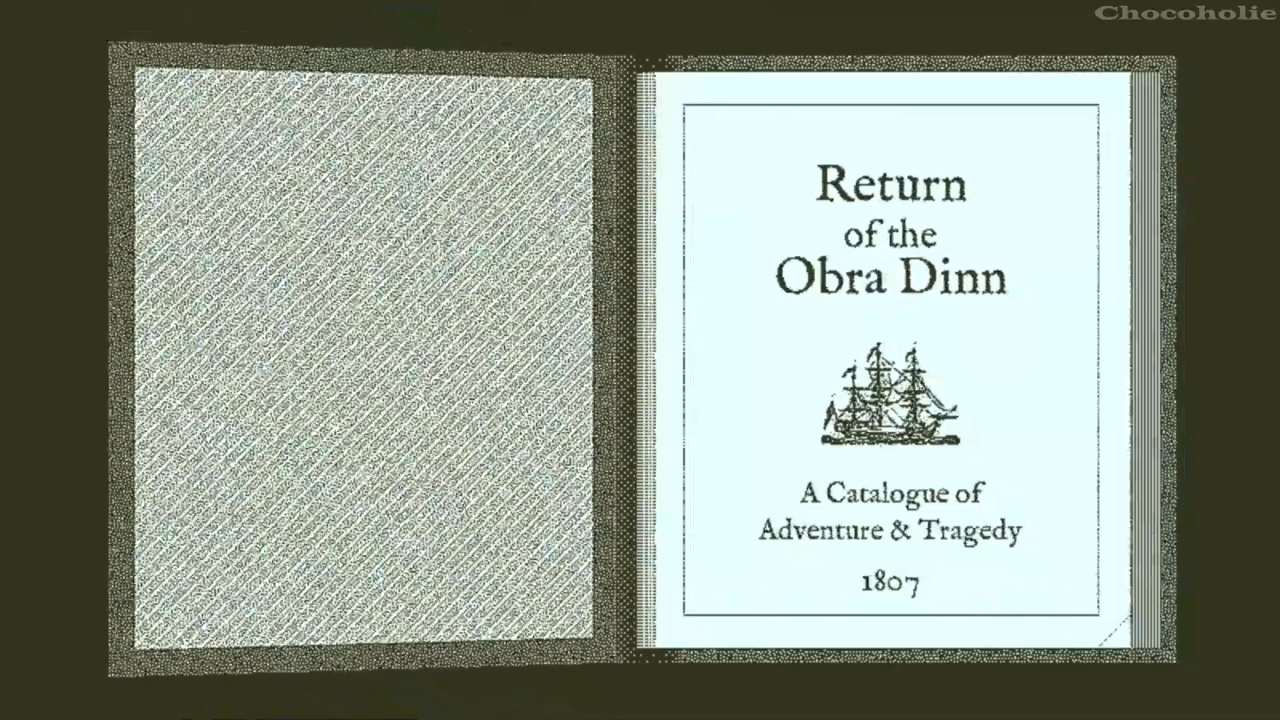 Chocoholie
Return
of the
Obra Dinn
A Catalogue of
Adventure & Tragedy
1807